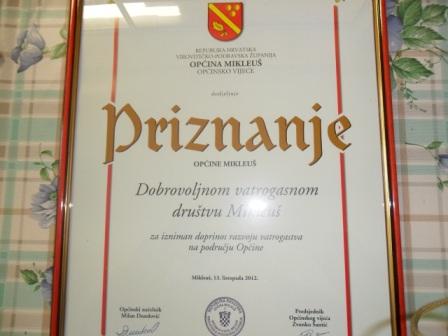 REPUBLIKA HRVATSKA
VIROVITIČKO-PODRAVSKA ŽUPANIJA
OPĆINA MIKLEUŠ
OPĆINSKO VIJEĆE
dodjeljuje
Priznanje
OPĆINE MIKLEUŠ
Dobrovoljnom vatrogasnom
društvu Mikleuš
za izniman doprinos razvoju vatrogastva
na području Općine
Mikleuš, 13. listopada 2012.
Općinski načelnik
Milan Dundović
Predsjednik
Općinskog vijeća
Zvonko Šantić